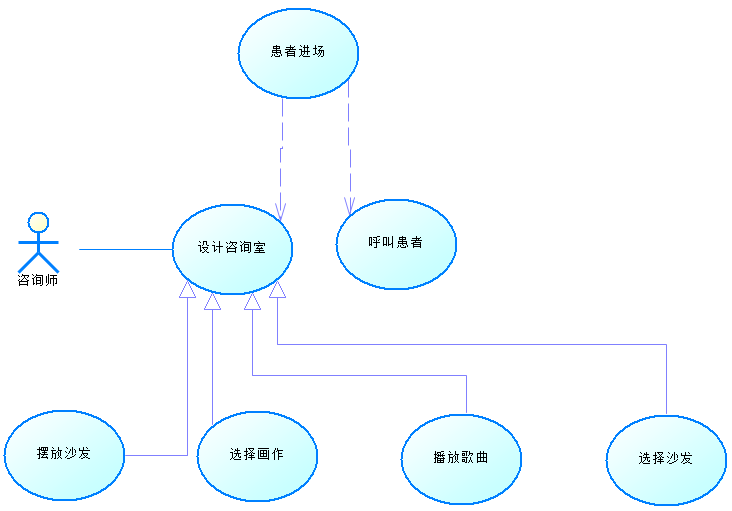 患者进场
设计咨询室
呼叫患者
咨询师
摆放沙发
选择画作
播放歌曲
选择沙发